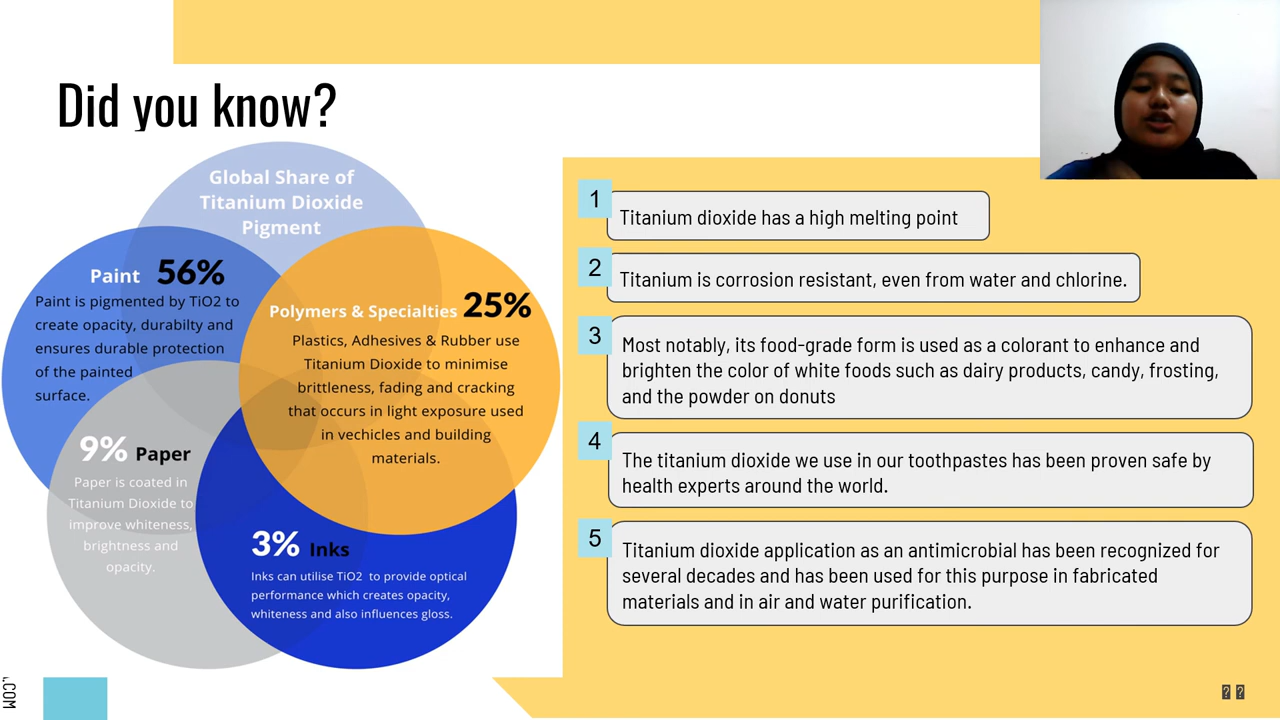 Did you know?
Global Share of
Titanium Dioxide
Pigment
Paint 56%
Paint is pigmented by TiO2 to
create opacity, durabilty and
ensures durable protection
of the painted
surface.
Polymers & Specialties 25%
Plastics, Adhesives & Rubber use
Titanium Dioxide to minimise
brittleness, fading and cracking
that occurs in light exposure used
in vechicles and building
materials.
9% Paper
Paper is coated in
Titanium Dioxide to
improve whiteness,
brightness and
opacity.
3% Inks
Inks can utilise TiO2 to provide optical
performance which creates opacity,
whiteness and also influences gloss.
1
Titanium dioxide has a high melting point
2
Titanium is corrosion resistant, even from water and chlorine.
3
Most notably, its food-grade form is used as a colorant to enhance and
brighten the color of white foods such as dairy products, candy, frosting,
and the powder on donuts
4
The titanium dioxide we use in our toothpastes has been proven safe by
health experts around the world.
5
Titanium dioxide application as an antimicrobial has been recognized for
several decades and has been used for this purpose in fabricated
materials and in air and water purification.
.COM